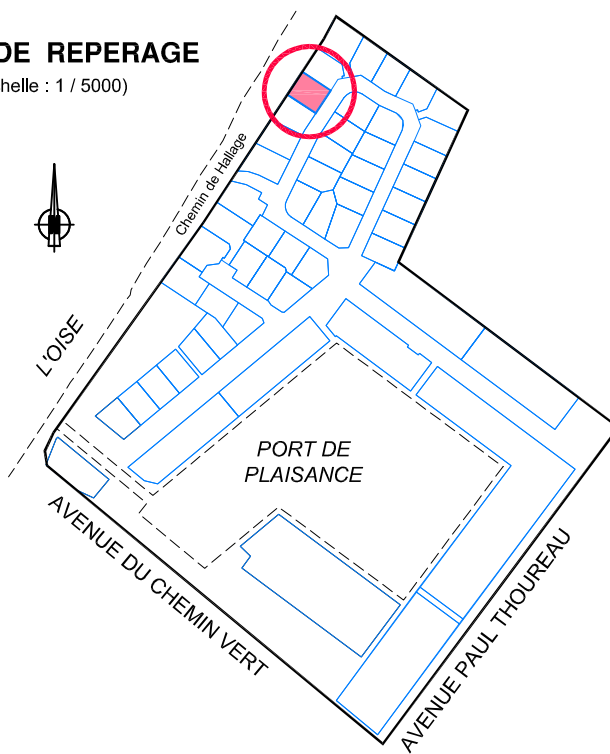 DE REPERAGE
helle : 1 / 5000)
Chemin de Hallage
L'OISE
PORT DE
PLAISANCE
AVENUE DU CHEMIN VERT
AVENUE PAUL THOUREAU